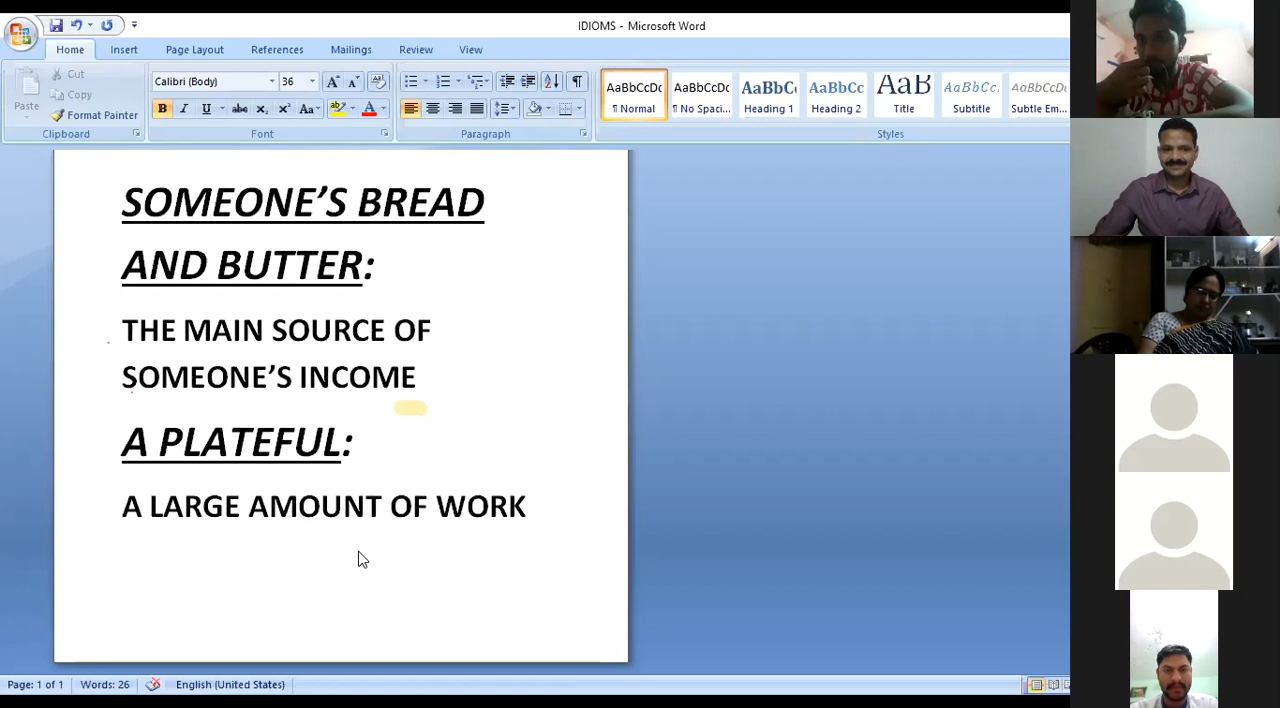 IDIOMS - Microsoft Word
Home Insert Page Layout References Mailings Review View
Paste
Cut
Copy
Format Painter
Clipboard
Calibri (Body) 36
Font
Paragraph
AaBbCcDc AaBbCcDc AaBbC AaBbCc AaB AaBbCc. AaBbCcDc
¶ Normal ¶ No Spaci... Heading 1 Heading 2 Title Subtitle Subtle Em...
Styles
SOMEONE’S BREAD
AND BUTTER:
THE MAIN SOURCE OF
SOMEONE’S INCOME
A PLATEFUL:
A LARGE AMOUNT OF WORK
Page: 1 of 1 Words: 26 English (United States)